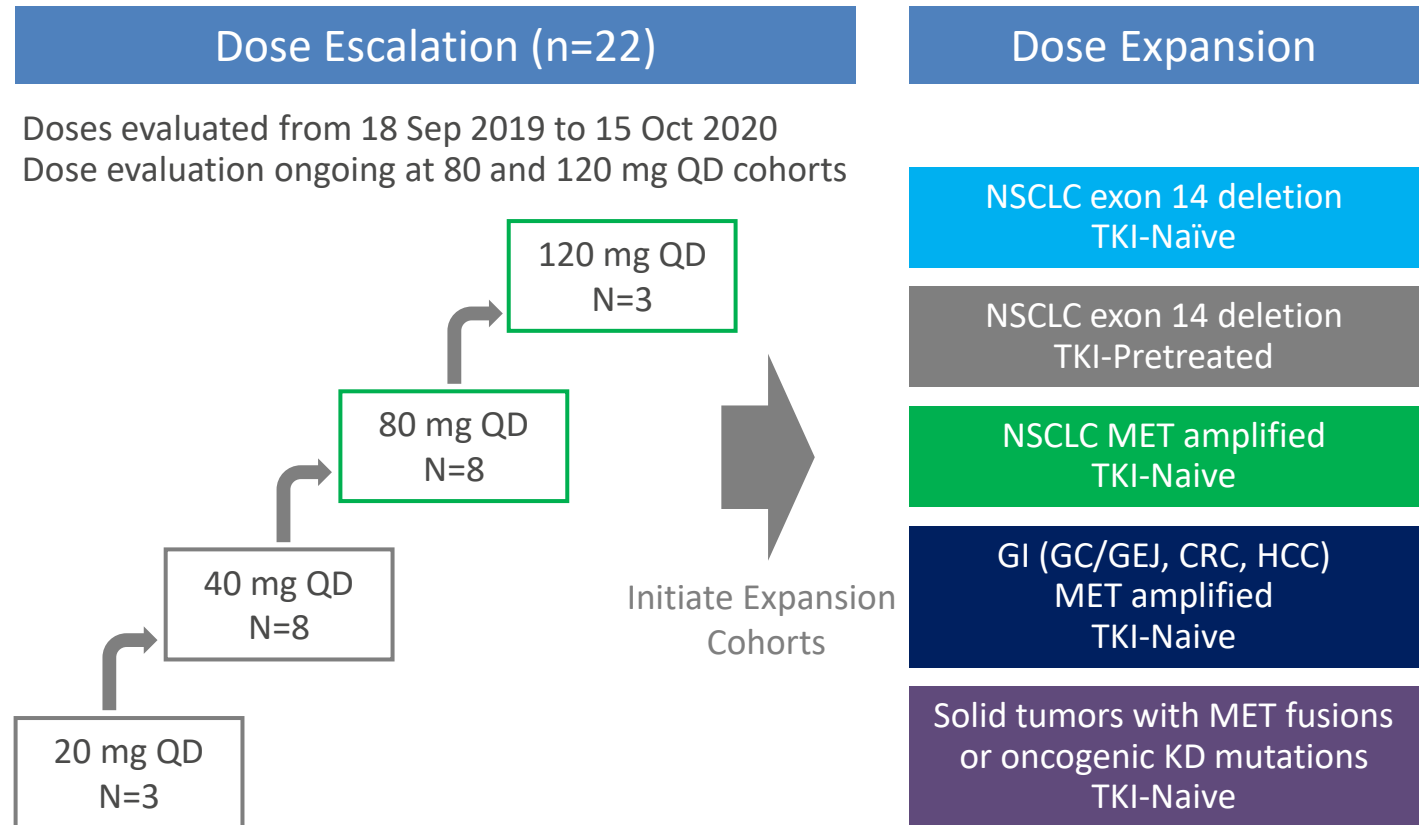 Dose Escalation (n=22)
Doses evaluated from 18 Sep 2019 to 15 Oct 2020
Dose evaluation ongoing at 80 and 120 mg QD cohorts
120 mg QD
N=3
80 mg QD
N=8
40 mg QD
N=8
20 mg QD
N=3
Initiate Expansion
Cohorts
Dose Expansion
NSCLC exon 14 deletion
TKI-Naïve
NSCLC exon 14 deletion
TKI-Pretreated
NSCLC MET amplified
TKI-Naive
GI (GC/GEJ, CRC, HCC)
MET amplified
TKI-Naive
Solid tumors with MET fusions
or oncogenic KD mutations
TKI-Naive